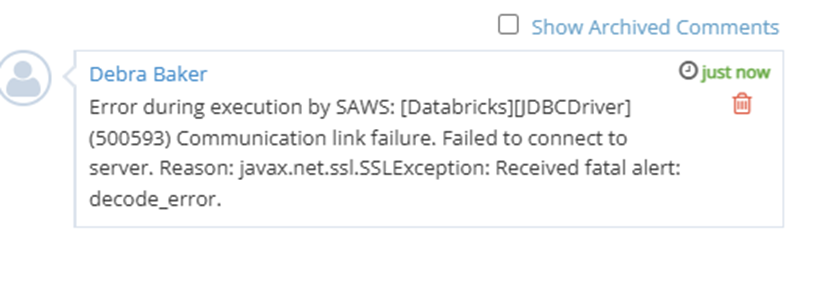 Show Archived Comments
Debra Baker
just now
Error during execution by SAWS: [Databricks][JDBCDriver]
(500593) Communication link failure. Failed to connect to
server. Reason: javax.net.ssl.SSLException: Received fatal alert:
decode_error.